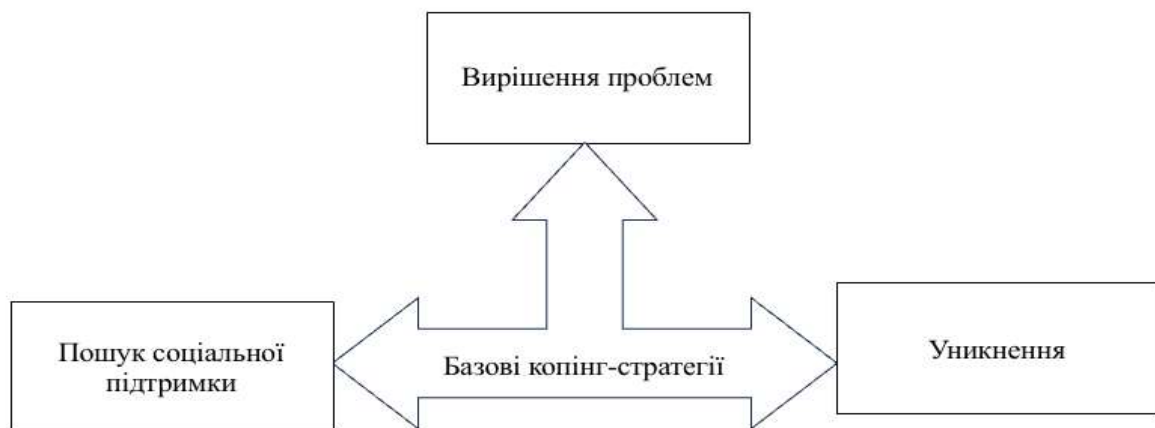 Вирішення проблем
Пошук соціальної
підтримки
Базові копінг-стратегії
Уникнення